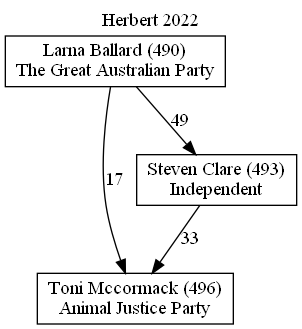 Herbert 2022
Larna Ballard (490)
The Great Australian Party
49
Steven Clare (493)
Independent
17
33
Toni Mccormack (496)
Animal Justice Party